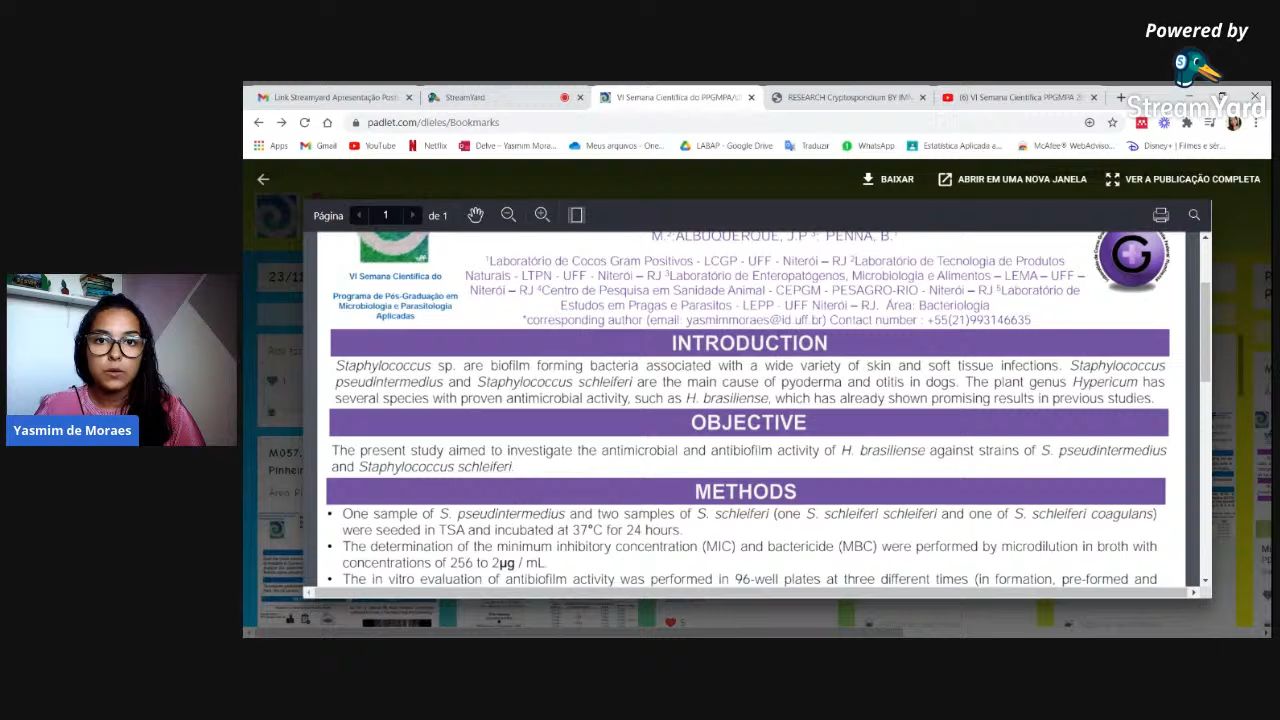 Powered by
StreamYard
Link Streamyard Apresentação Post
StreamYard
VI Semana Científica do PPGMPA/U
RESEARCH Cryptosporidium BY IMM
(6) VI Semana Científica PPGMPA 2
padlet.com/dleles/Bookmarks
Apps
Gmail
YouTube
Netflix
Delve – Yasmim Mora...
Meus arquivos - One...
LABAP - Google Drive
Traduzir
WhatsApp
Estatística Aplicada a...
McAfee® WebAdviso...
Disney+ | Filmes e sér...
BAIXAR
ABRIR EM UMA NOVA JANELA
VER A PUBLICAÇÃO COMPLETA
Página 1 de 1
M.²; ALBUQUERQUE, J.P³; PENNA, B.¹
¹Laboratório de Cocos Gram Positivos - LCGP - UFF - Niterói – RJ ²Laboratório de Tecnologia de Produtos
Naturais - LTPN - UFF - Niterói – RJ ³Laboratório de Enteropatógenos, Microbiologia e Alimentos – LEMA – UFF –
Niterói – RJ ⁴Centro de Pesquisa em Sanidade Animal - CEPGM - PESAGRO-RIO - Niterói – RJ ⁵Laboratório de
Estudos em Pragas e Parasitos - LEPP - UFF Niterói – RJ. Área: Bacteriologia
*corresponding author (email: yasmimmoraes@id.uff.br) Contact number : +55(21)993146635
VI Semana Científica do
Programa de Pós-Graduação em
Microbiologia e Parasitologia
Aplicadas
G
INTRODUCTION
Staphylococcus sp. are biofilm forming bacteria associated with a wide variety of skin and soft tissue infections. Staphylococcus
pseudintermedius and Staphylococcus schleiferi are the main cause of pyoderma and otitis in dogs. The plant genus Hypericum has
several species with proven antimicrobial activity, such as H. brasiliense, which has already shown promising results in previous studies.
OBJECTIVE
The present study aimed to investigate the antimicrobial and antibiofilm activity of H. brasiliense against strains of S. pseudintermedius
and Staphylococcus schleiferi.
METHODS
• One sample of S. pseudintermedius and two samples of S. schleiferi (one S. schleiferi schleiferi and one of S. schleiferi coagulans)
were seeded in TSA and incubated at 37°C for 24 hours.
• The determination of the minimum inhibitory concentration (MIC) and bactericide (MBC) were performed by microdilution in broth with
concentrations of 256 to 2µg / mL.
• The in vitro evaluation of antibiofilm activity was performed in 96-well plates at three different times (in formation, pre-formed and
23/11
M057
Pinhei
Yasmim de Moraes